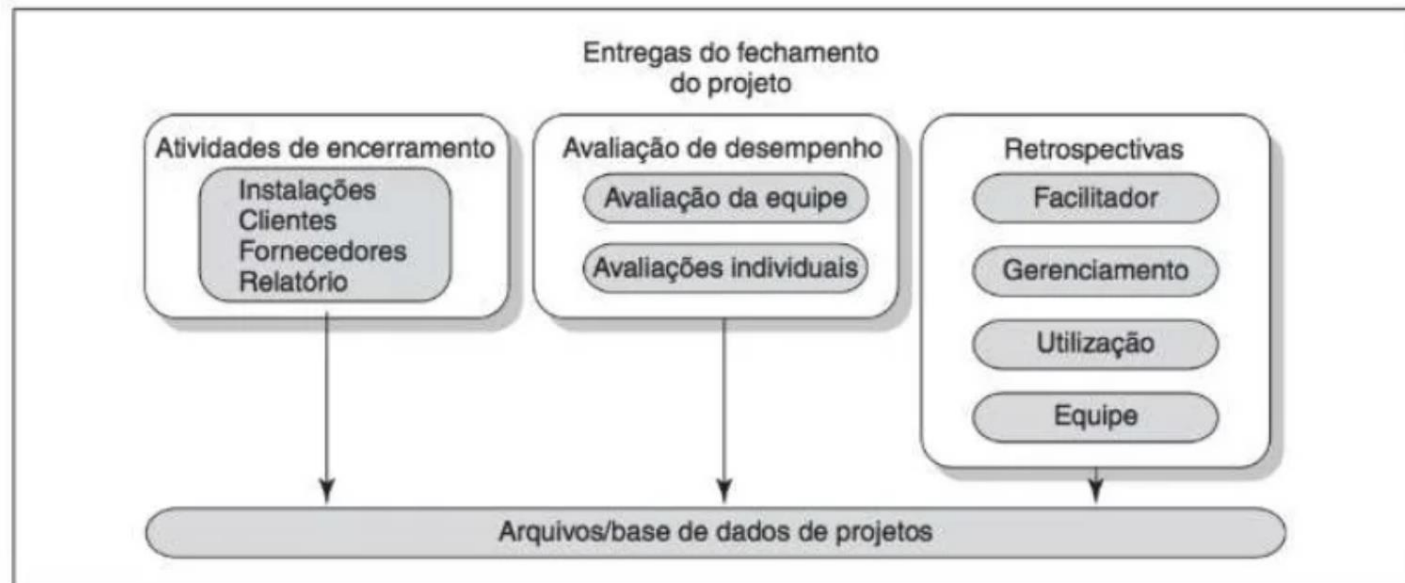 Entregas do fechamento
do projeto
Atividades de encerramento
Instalações
Clientes
Fornecedores
Relatório
Avaliação de desempenho
Avaliação da equipe
Avaliações individuais
Retrospectivas
Facilitador
Gerenciamento
Utilização
Equipe
Arquivos/base de dados de projetos